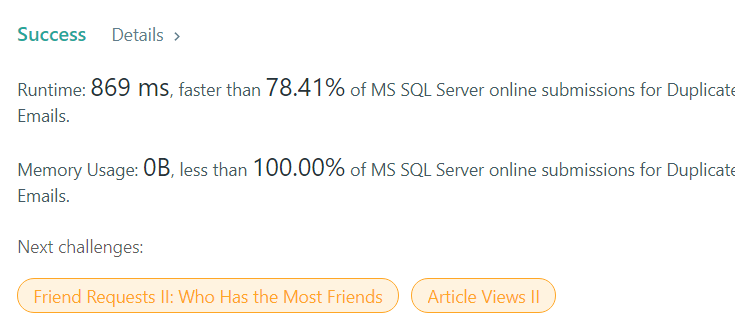 Success Details >
Runtime: 869 ms, faster than 78.41% of MS SQL Server online submissions for Duplicate
Emails.
Memory Usage: 0B, less than 100.00% of MS SQL Server online submissions for Duplicate
Emails.
Next challenges:
Friend Requests II: Who Has the Most Friends Article Views II